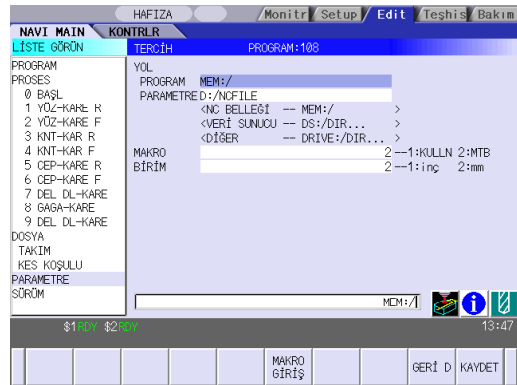 HAFIZA Monitr Setup Edit Teşhis Bakım
NAVI MAIN KONTRLR
LİSTE GÖRÜN TERCİH PROGRAM:108
PROGRAM YOL
PROSES PROGRAM MEM:/
0 BAŞL PARAMETRE D:/NCFILE
1 YÜZ-KARE R <NC BELLEĞİ -- MEM:/ >
2 YÜZ-KARE F <VERİ SUNUCU -- DS:/DIR... >
3 KNT-KAR R <DİĞER -- DRIVE:/DIR... >
4 KNT-KAR F MAKRO 2 --1:KULLN 2:MTB
5 CEP-KARE R BİRİM 2 --1:inç 2:mm
6 CEP-KARE F
7 DEL DL-KARE
8 GAGA-KARE
9 DEL DL-KARE
DOSYA
TAKIM
KES KOŞULU
PARAMETRE
SÜRÜM
MEM:/
$1 RDY $2 RDY 13:47
MAKRO GERİ D KAYDET
GİRİŞ